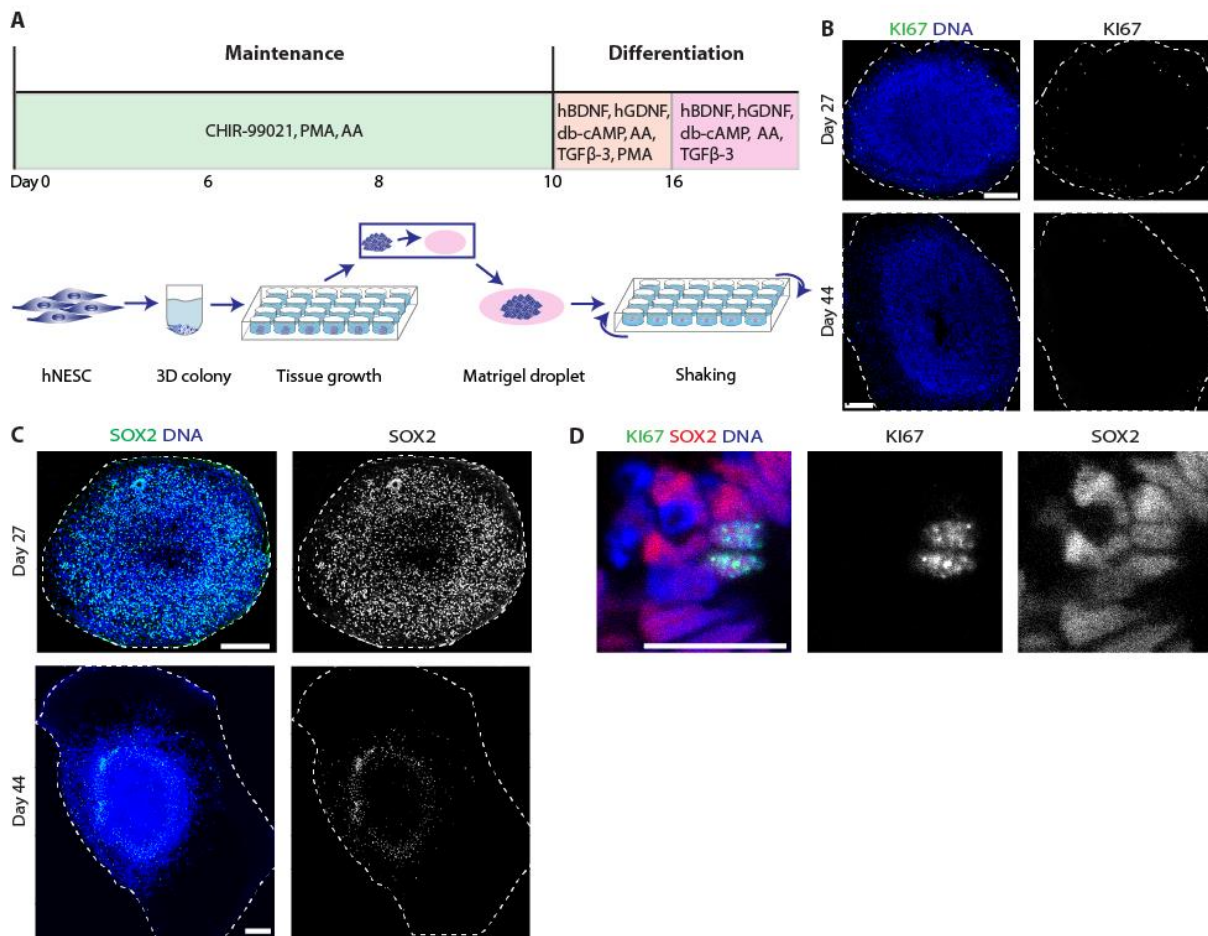 A
Maintenance
Differentiation
CHIR-99021, PMA, AA
hBDNF, hGDNF,
db-cAMP, AA,
TGFβ-3, PMA
hBDNF, hGDNF,
db-cAMP, AA,
TGFβ-3
Day 0
6
8
10
16
hNESC
3D colony
Tissue growth
Matrigel droplet
Shaking
B
KI67 DNA
KI67
Day 27
Day 44
C
SOX2 DNA
SOX2
Day 27
Day 44
D
KI67 SOX2 DNA
KI67
SOX2